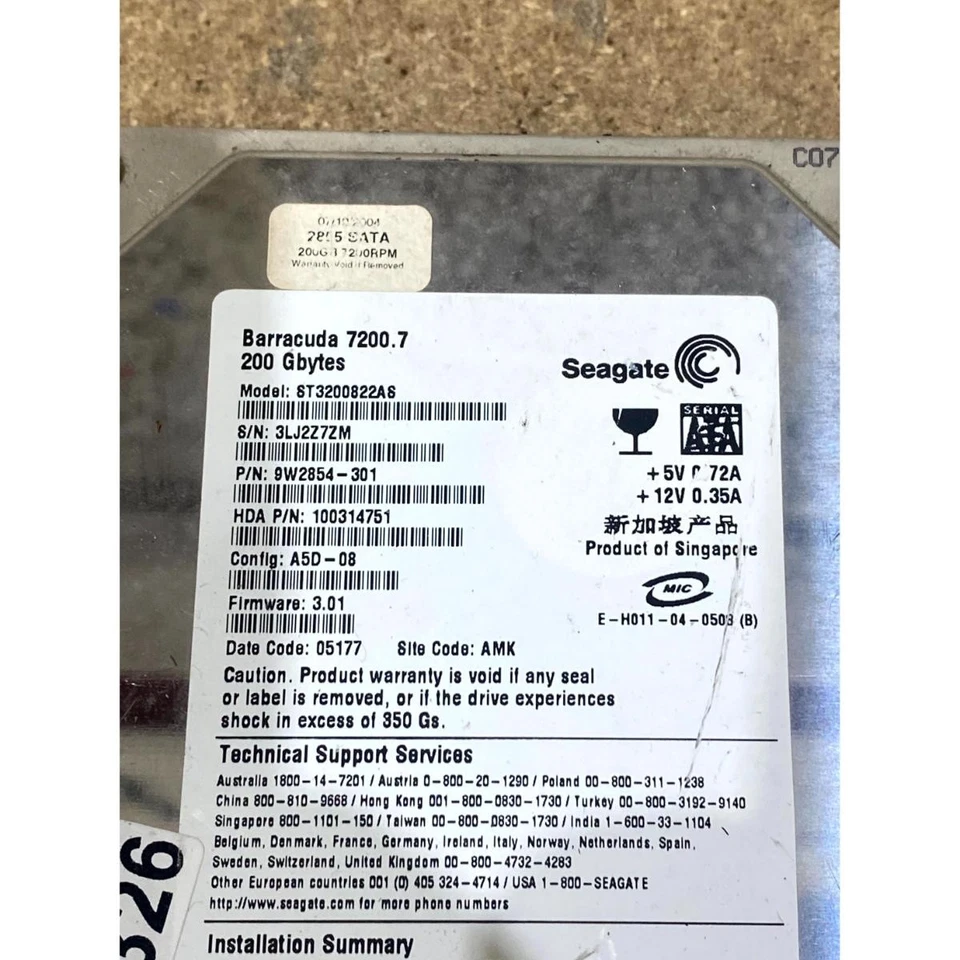 C07
2855 SATA
200GB 7200RPM
Warranty Void if Removed
Barracuda 7200.7
200 Gbytes
Seagate
Model: ST3200822AS
SERIAL
ATA
S/N: 3LJ2Z7ZM
P/N: 9W2854-301
+5V 0.72A
+12V 0.35A
HDA P/N: 100314751
新加坡产品
Product of Singapore
Config: A5D-08
MIC
Firmware: 3.01
E-H011-04-0503 (B)
Date Code: 05177 Site Code: AMK
Caution. Product warranty is void if any seal
or label is removed, or if the drive experiences
shock in excess of 350 Gs.
Technical Support Services
Australia 1800-14-7201 / Austria 0-800-20-1290 / Poland 00-800-311-1238
China 800-810-9668 / Hong Kong 001-800-0830-1730 / Turkey 00-800-3192-9140
Singapore 800-1101-150 / Taiwan 00-800-0830-1730 / India 1-600-33-1104
Belgium, Denmark, France, Germany, Ireland, Italy, Norway, Netherlands, Spain,
Sweden, Switzerland, United Kingdom 00-800-4732-4283
Other European countries 001 (0) 405 324-4714 / USA 1-800-SEAGATE
http://www.seagate.com for more phone numbers
Installation Summary
326